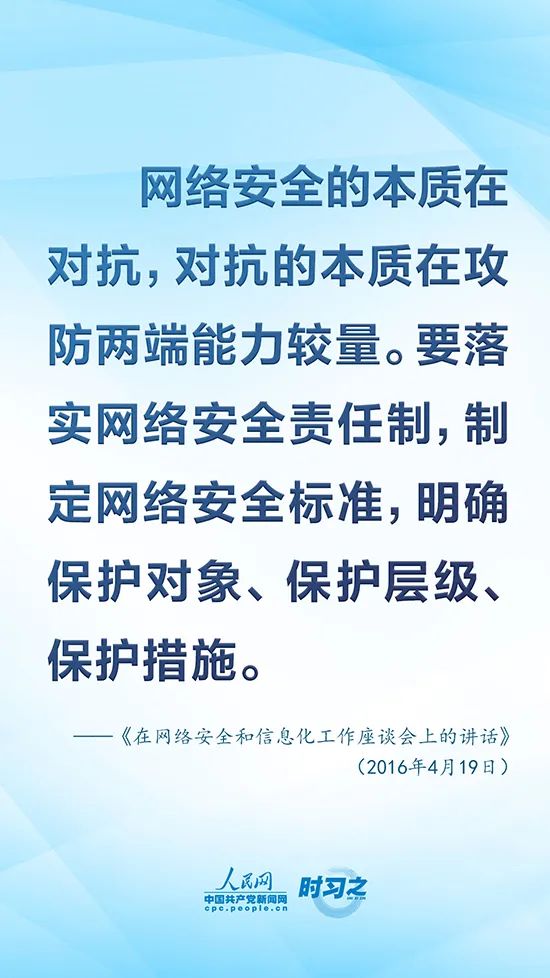 网络安全的本质在
对抗，对抗的本质在攻
防两端能力较量。要落
实网络安全责任制，制
定网络安全标准，明确
保护对象、保护层级、
保护措施。
——《在网络安全和信息化工作座谈会上的讲话》
（2016年4月19日）
人民网
中国共产党新闻网
cpc.people.cn
时习之